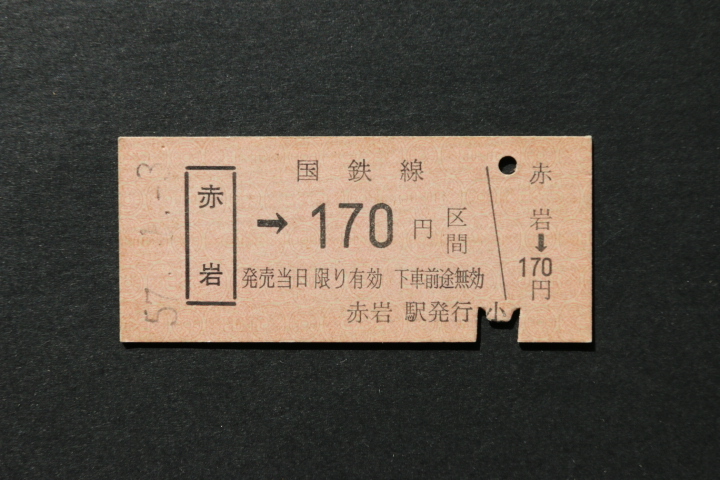 国鉄線
赤岩 → 170円区間
発売当日限り有効 下車前途無効
赤岩駅発行 小
赤岩
↓
170
円
57